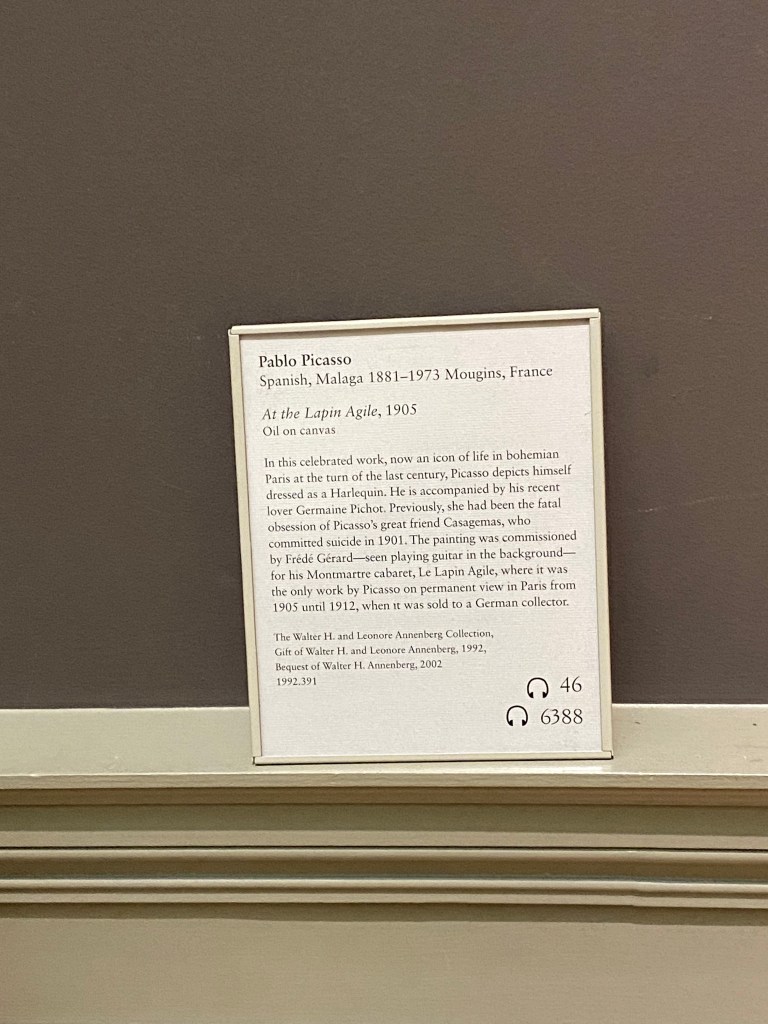 Pablo Picasso
Spanish, Malaga 1881–1973 Mougins, France
At the Lapin Agile, 1905
Oil on canvas
In this celebrated work, now an icon of life in bohemian
Paris at the turn of the last century, Picasso depicts himself
dressed as a Harlequin. He is accompanied by his recent
lover Germaine Pichot. Previously, she had been the fatal
obsession of Picasso's great friend Casagemas, who
committed suicide in 1901. The painting was commissioned
by Frédé Gérard—seen playing guitar in the background—
for his Montmartre cabaret, Le Lapin Agile, where it was
the only work by Picasso on permanent view in Paris from
1905 until 1912, when it was sold to a German collector.
The Walter H. and Leonore Annenberg Collection,
Gift of Walter H. and Leonore Annenberg, 1992,
Bequest of Walter H. Annenberg, 2002
1992.391
46
6388